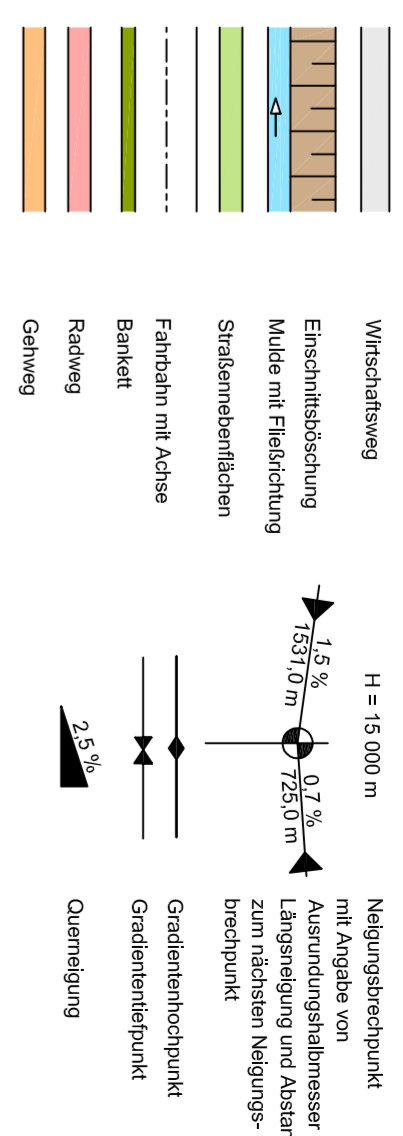 Wirtschaftsweg
Einschnittsböschung
Mulde mit Fließrichtung
Straßennebenflächen
Fahrbahn mit Achse
Bankett
Radweg
Gehweg
H = 15 000 m
1,5 %
1531,0 m
0,7 %
725,0 m
2,5 %
Neigungsbrechpunkt
mit Angabe von
Ausrundungshalbmesser
Längsneigung und Abstan
zum nächsten Neigungs-
brechpunkt
Gradientenhochpunkt
Gradiententiefpunkt
Querneigung